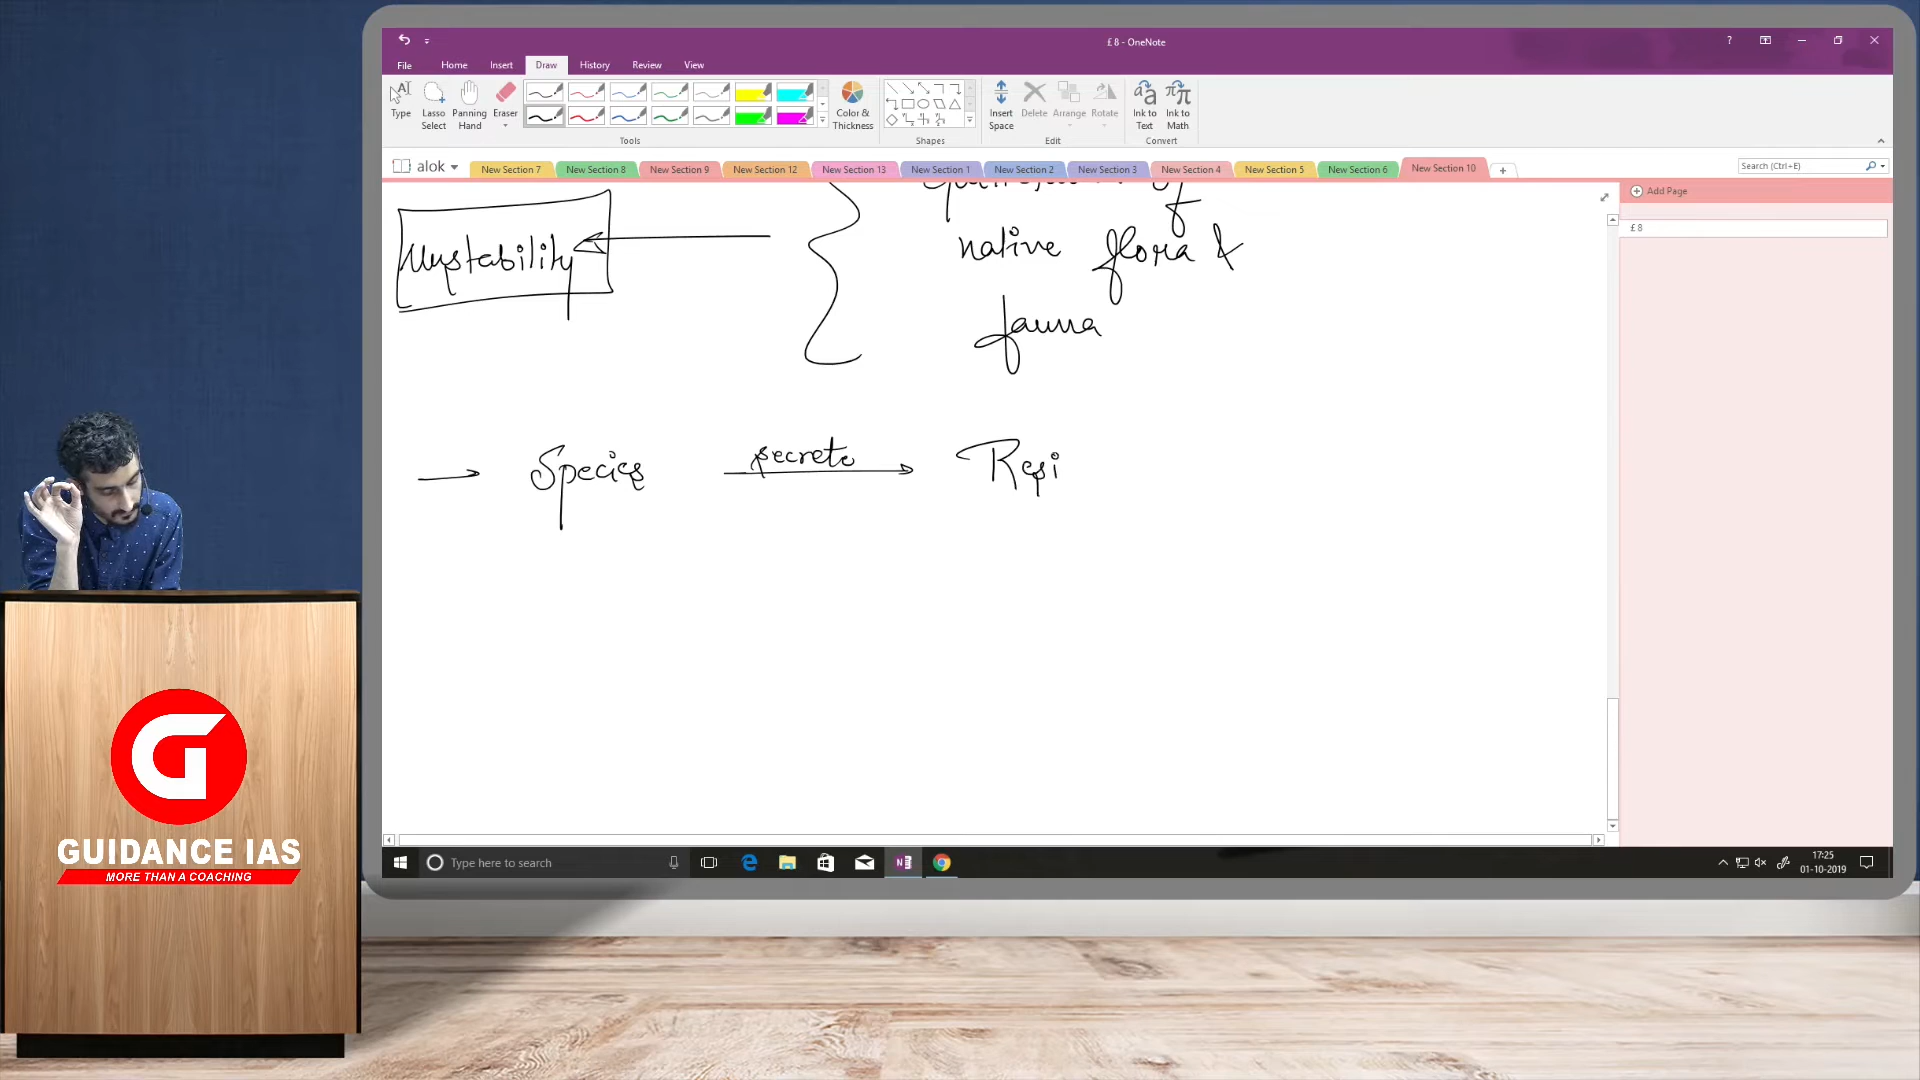 £ 8 - OneNote
?
File Home Insert Draw History Review View
Type
Lasso Select
Panning Hand
Eraser
Color & Thickness
Insert Space
Delete
Arrange
Rotate
Ink to Text
Ink to Math
Tools
Shapes
Edit
Convert
alok
New Section 7
New Section 8
New Section 9
New Section 12
New Section 13
New Section 1
New Section 2
New Section 3
New Section 4
New Section 5
New Section 6
New Section 10
Search (Ctrl+E)
Add Page
£ 8
of
Unstability
native flora &
fauna
Species secrete Resi
Type here to search
17:25
01-10-2019
G
GUIDANCE IAS
MORE THAN A COACHING